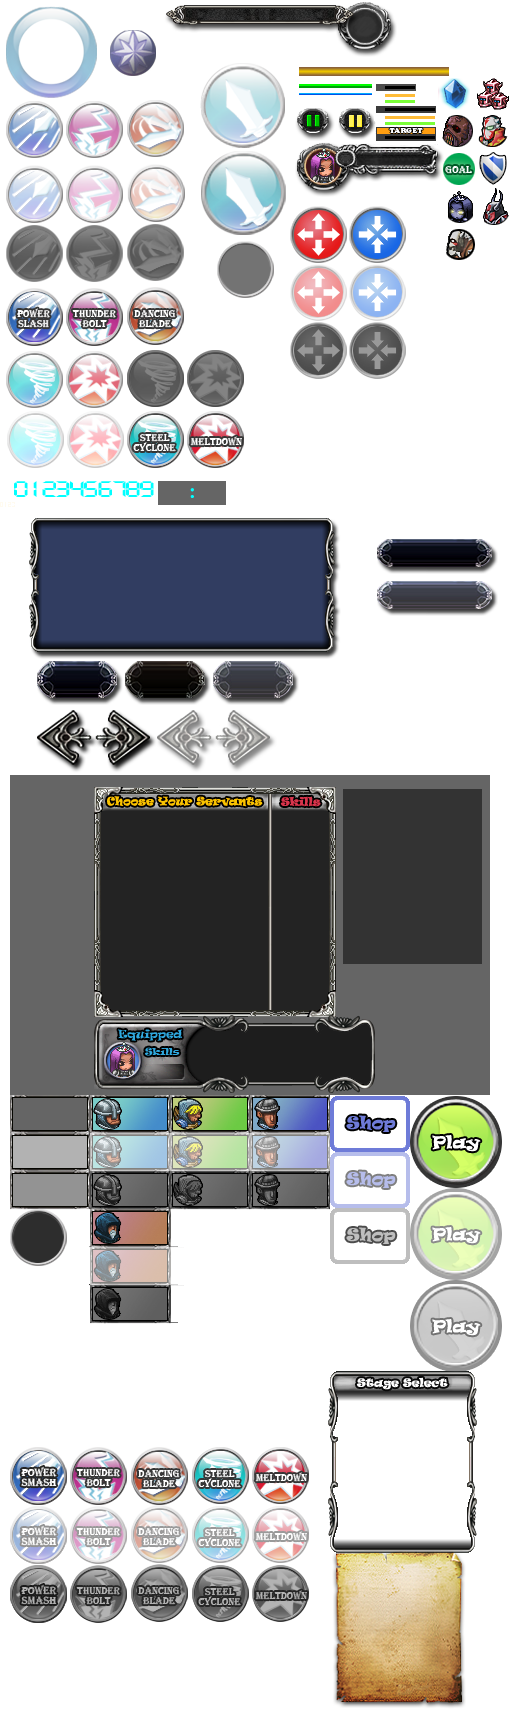 TARGET
GOAL
POWER
SLASH
THUNDER
BOLT
DANCING
BLADE
STEEL
CYCLONE
MELTDOWN
0123456789
:
Choose Your Servants
Skills
Equipped
Skills
Shop
Play
Shop
Play
Shop
Play
Stage Select
POWER
SMASH
THUNDER
BOLT
DANCING
BLADE
STEEL
CYCLONE
MELTDOWN
POWER
SMASH
THUNDER
BOLT
DANCING
BLADE
STEEL
CYCLONE
MELTDOWN
POWER
SMASH
THUNDER
BOLT
DANCING
BLADE
STEEL
CYCLONE
MELTDOWN